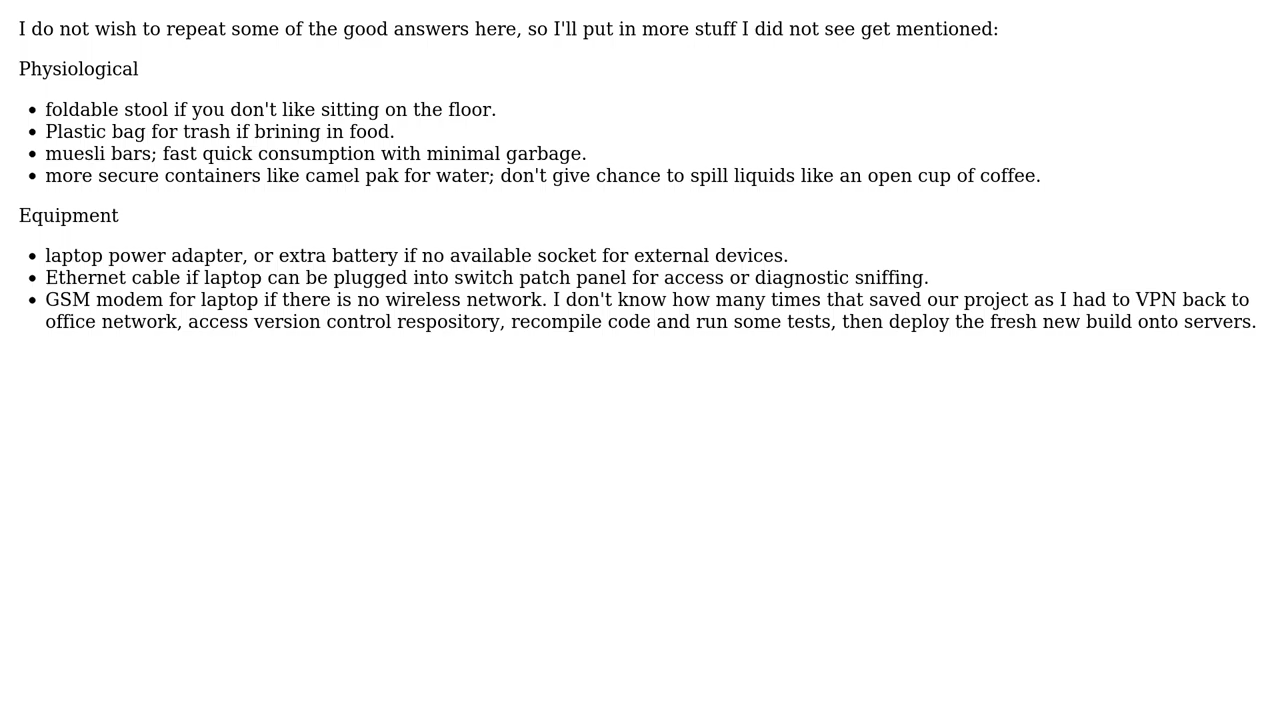 I do not wish to repeat some of the good answers here, so I'll put in more stuff I did not see get mentioned:
Physiological
• foldable stool if you don't like sitting on the floor.
• Plastic bag for trash if brining in food.
• muesli bars; fast quick consumption with minimal garbage.
• more secure containers like camel pak for water; don't give chance to spill liquids like an open cup of coffee.
Equipment
• laptop power adapter, or extra battery if no available socket for external devices.
• Ethernet cable if laptop can be plugged into switch patch panel for access or diagnostic sniffing.
• GSM modem for laptop if there is no wireless network. I don't know how many times that saved our project as I had to VPN back to
office network, access version control respository, recompile code and run some tests, then deploy the fresh new build onto servers.